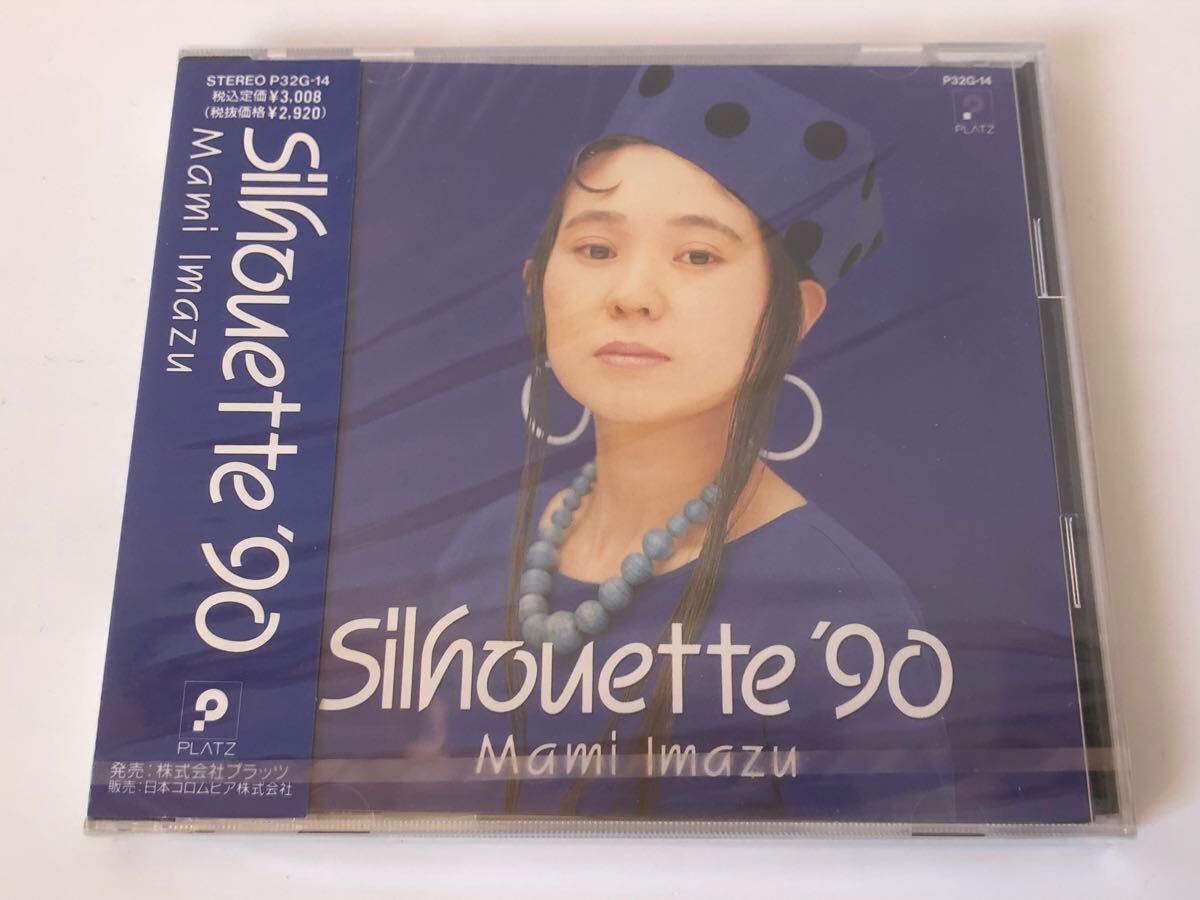 STEREO P32G-14
税込定価¥3,008
(税抜価格¥2,920)
Silhouette '90
Mami Imazu
PLATZ
発売:株式会社プラッツ
販売:日本コロムビア株式会社
P32G-14
PLATZ
Silhouette '90
Mami Imazu